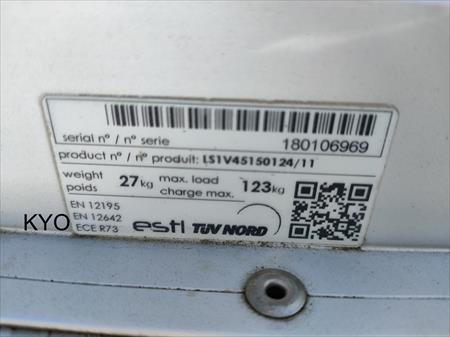 serial n° / n° serie 180106969
product n° / n° produit: LS1V45150124/11
weight 27kg max. load 123kg
poids charge max.
EN 12195
EN 12642
ECE R73 estl TÜV NORD
KYO